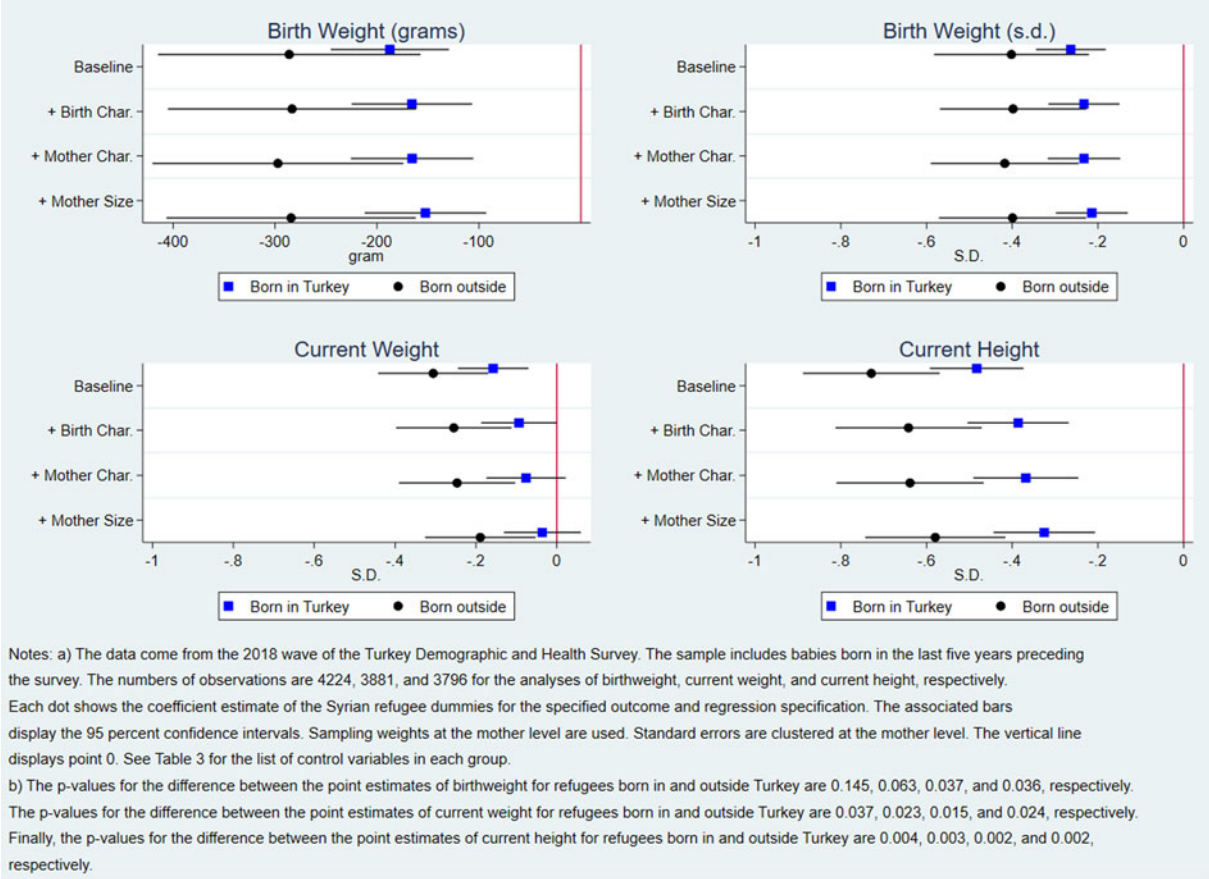 Birth Weight (grams)
Baseline
+ Birth Char.
+ Mother Char.
+ Mother Size
-400 -300 -200 -100
gram
Born in Turkey Born outside
Birth Weight (s.d.)
Baseline
+ Birth Char.
+ Mother Char.
+ Mother Size
-1 -.8 -.6 -.4 -.2 0
S.D.
Born in Turkey Born outside
Current Weight
Baseline
+ Birth Char.
+ Mother Char.
+ Mother Size
-1 -.8 -.6 -.4 -.2 0
S.D.
Born in Turkey Born outside
Current Height
Baseline
+ Birth Char.
+ Mother Char.
+ Mother Size
-1 -.8 -.6 -.4 -.2 0
S.D.
Born in Turkey Born outside
Notes: a) The data come from the 2018 wave of the Turkey Demographic and Health Survey. The sample includes babies born in the last five years preceding
the survey. The numbers of observations are 4224, 3881, and 3796 for the analyses of birthweight, current weight, and current height, respectively.
Each dot shows the coefficient estimate of the Syrian refugee dummies for the specified outcome and regression specification. The associated bars
display the 95 percent confidence intervals. Sampling weights at the mother level are used. Standard errors are clustered at the mother level. The vertical line
displays point 0. See Table 3 for the list of control variables in each group.
b) The p-values for the difference between the point estimates of birthweight for refugees born in and outside Turkey are 0.145, 0.063, 0.037, and 0.036, respectively.
The p-values for the difference between the point estimates of current weight for refugees born in and outside Turkey are 0.037, 0.023, 0.015, and 0.024, respectively.
Finally, the p-values for the difference between the point estimates of current height for refugees born in and outside Turkey are 0.004, 0.003, 0.002, and 0.002,
respectively.